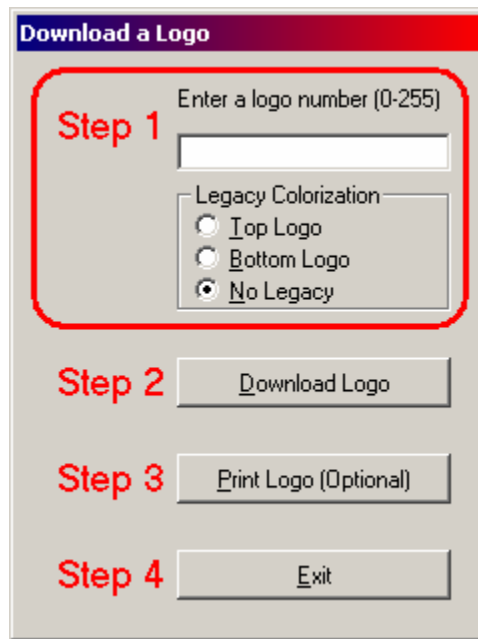 Download a Logo
Enter a logo number (0-255)
Step 1
Legacy Colorization
Top Logo
Bottom Logo
No Legacy
Step 2 Download Logo
Step 3 Print Logo (Optional)
Step 4 Exit